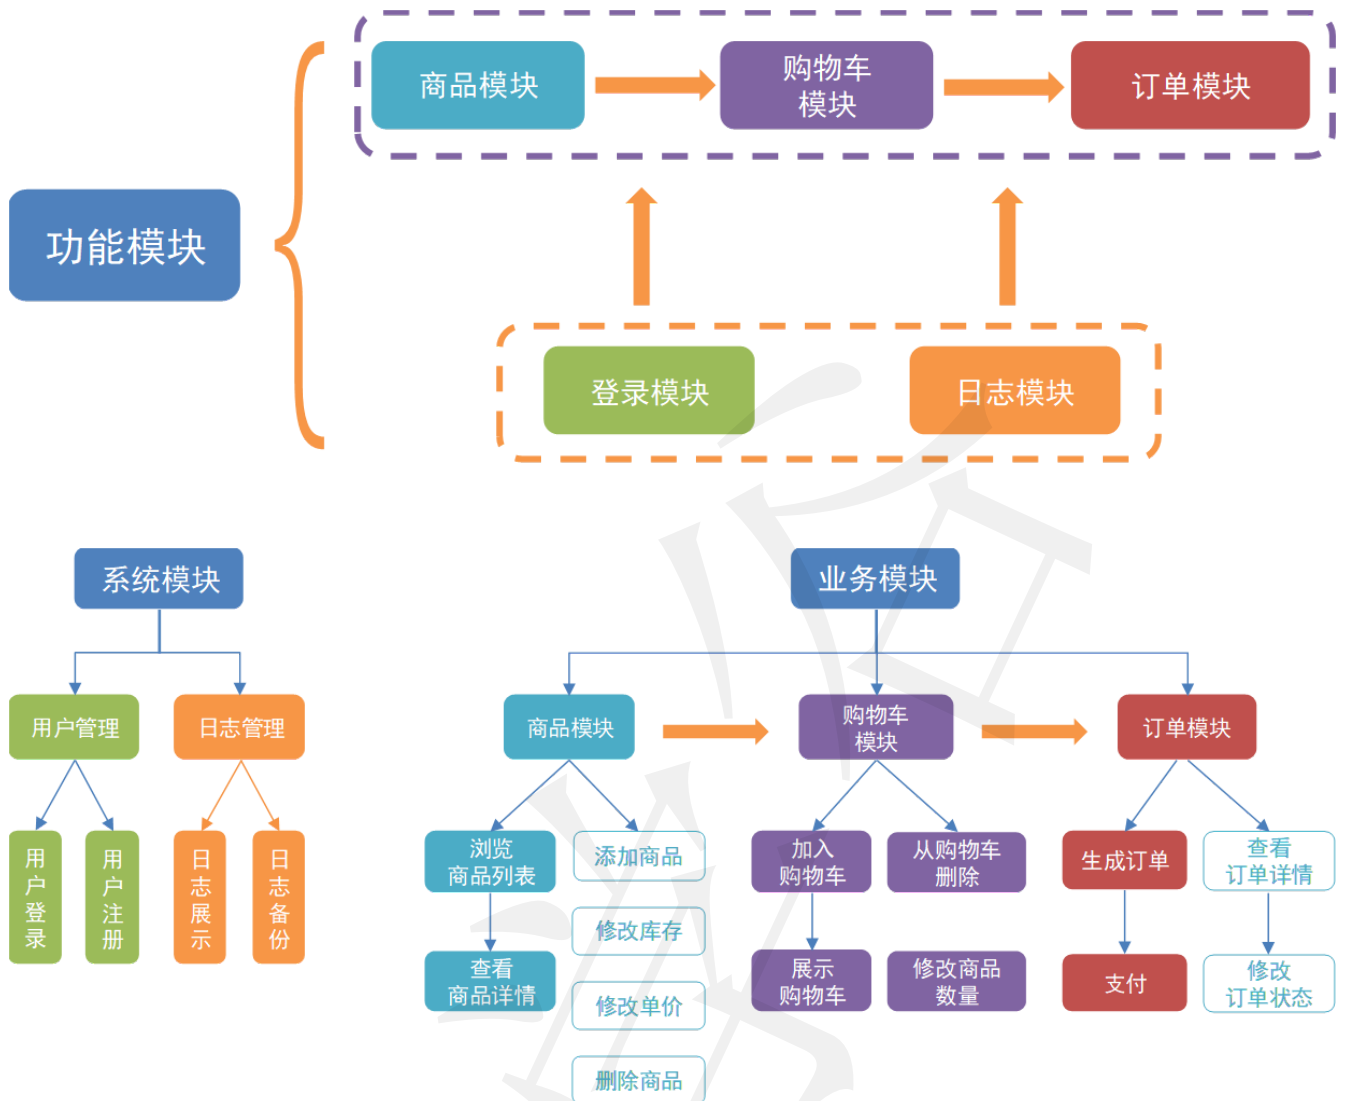 商品模块
购物车
模块
订单模块
功能模块
登录模块
日志模块
系统模块
业务模块
用户管理
日志管理
商品模块
购物车
模块
订单模块
用户登录
用户注册
日志展示
日志备份
浏览
商品列表
添加商品
加入
购物车
从购物车
删除
生成订单
查看
订单详情
修改库存
查看
商品详情
展示
购物车
修改商品
数量
支付
修改
订单状态
修改单价
删除商品